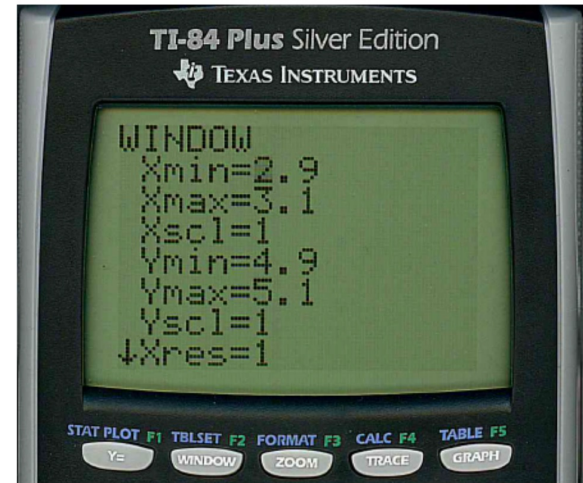 TI-84 Plus Silver Edition
TEXAS INSTRUMENTS
WINDOW
Xmin=2.9
Xmax=3.1
Xscl=1
Ymin=4.9
Ymax=5.1
Yscl=1
↓Xres=1
STAT PLOT F1 TBLSET F2 FORMAT F3 CALC F4 TABLE F5
Y= WINDOW ZOOM TRACE GRAPH